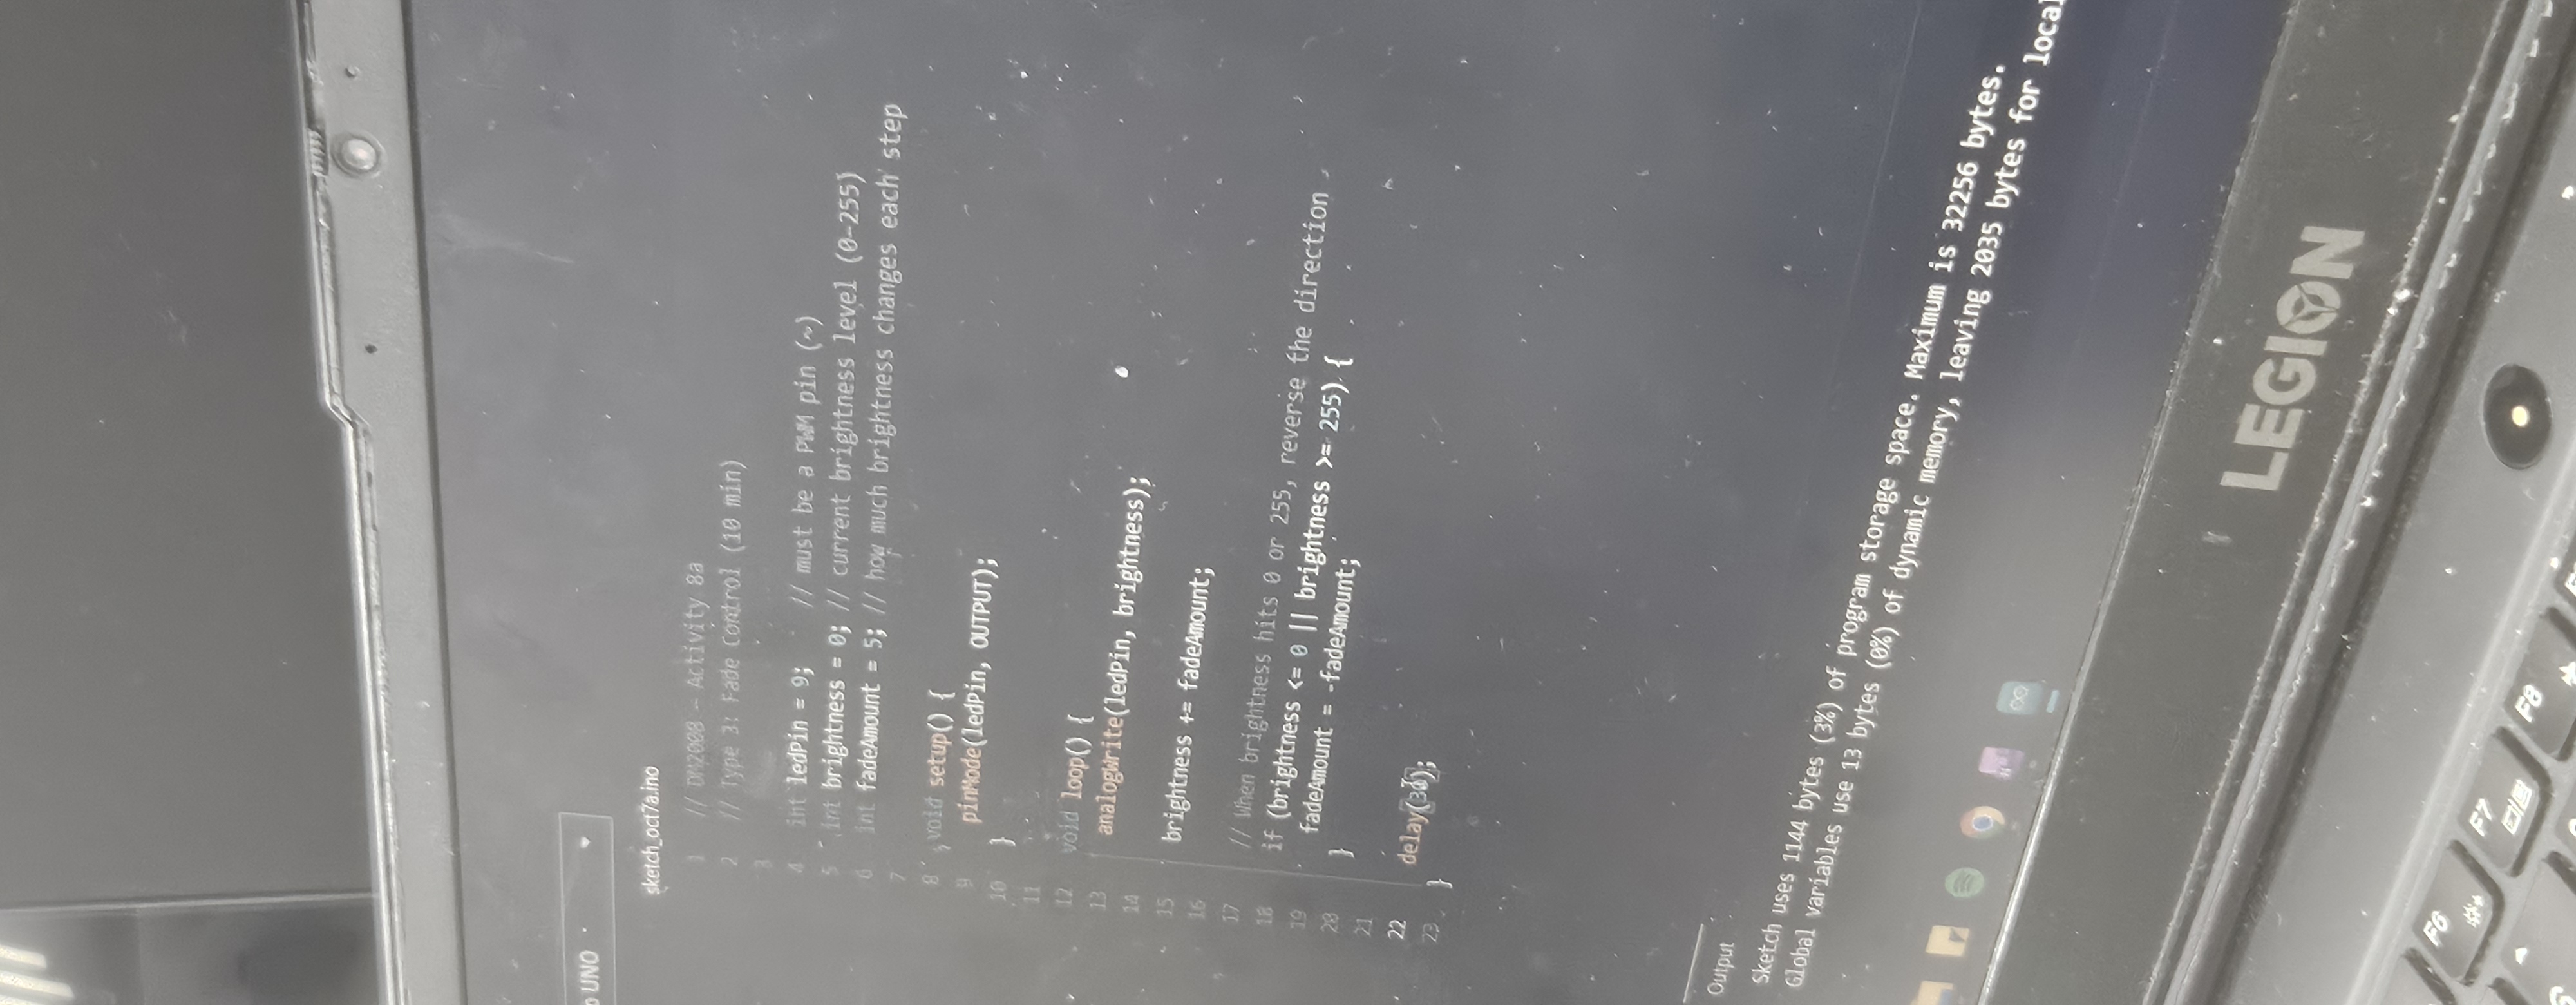 UNO
sketch_oct7a.ino
1 // DM2008 – Activity 8a
2 // Type 3: Fade Control (10 min)
3
4 int ledPin = 9; // must be a PWM pin (~)
5 int brightness = 0; // current brightness level (0-255)
6 int fadeAmount = 5; // how much brightness changes each step
7
8 void setup() {
9 pinMode(ledPin, OUTPUT);
10 }
11
12 void loop() {
13 analogWrite(ledPin, brightness);
14
15 brightness += fadeAmount;
16
17 // When brightness hits 0 or 255, reverse the direction
18 if (brightness <= 0 || brightness >= 255) {
19 fadeAmount = -fadeAmount;
20 }
21
22 delay(30);
23 }
Output
Sketch uses 1144 bytes (3%) of program storage space. Maximum is 32256 bytes.
Global variables use 13 bytes (0%) of dynamic memory, leaving 2035 bytes for local
LEGION
F6
F7
F8